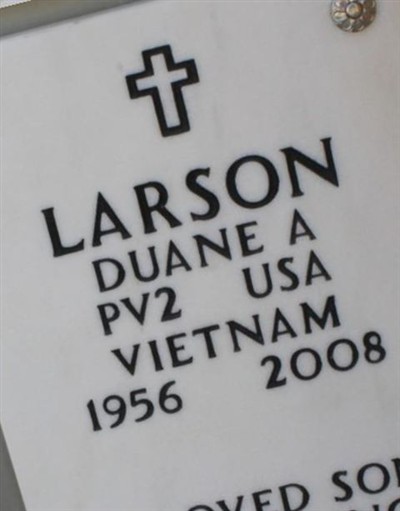 LARSON
DUANE A
PV2 USA
VIETNAM
1956 2008